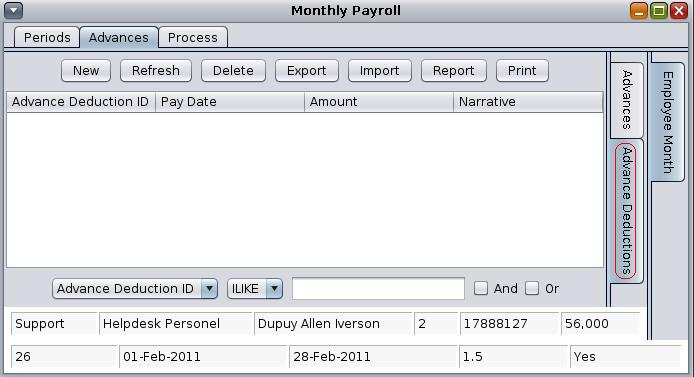 Monthly Payroll
Periods Advances Process
New Refresh Delete Export Import Report Print
Advance Deduction ID Pay Date Amount Narrative
Advances
Advance Deductions
Employee Month
Advance Deduction ID ILIKE And Or
Support Helpdesk Personel Dupuy Allen Iverson 2 17888127 56,000
26 01-Feb-2011 28-Feb-2011 1.5 Yes